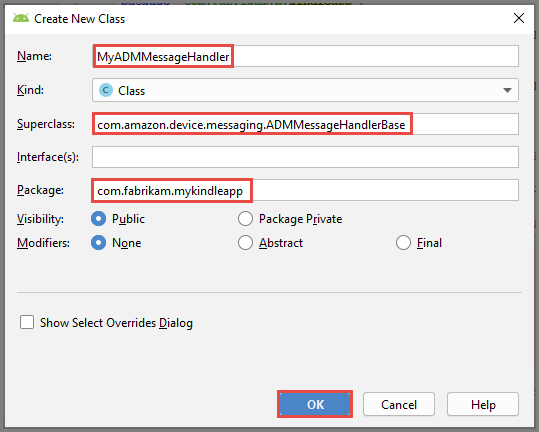 Create New Class
Name: MyADMMessageHandler
Kind: C Class
Superclass: com.amazon.device.messaging.ADMMessageHandlerBase
Interface(s):
Package: com.fabrikam.mykindleapp
Visibility: Public Package Private
Modifiers: None Abstract Final
Show Select Overrides Dialog
OK Cancel Help